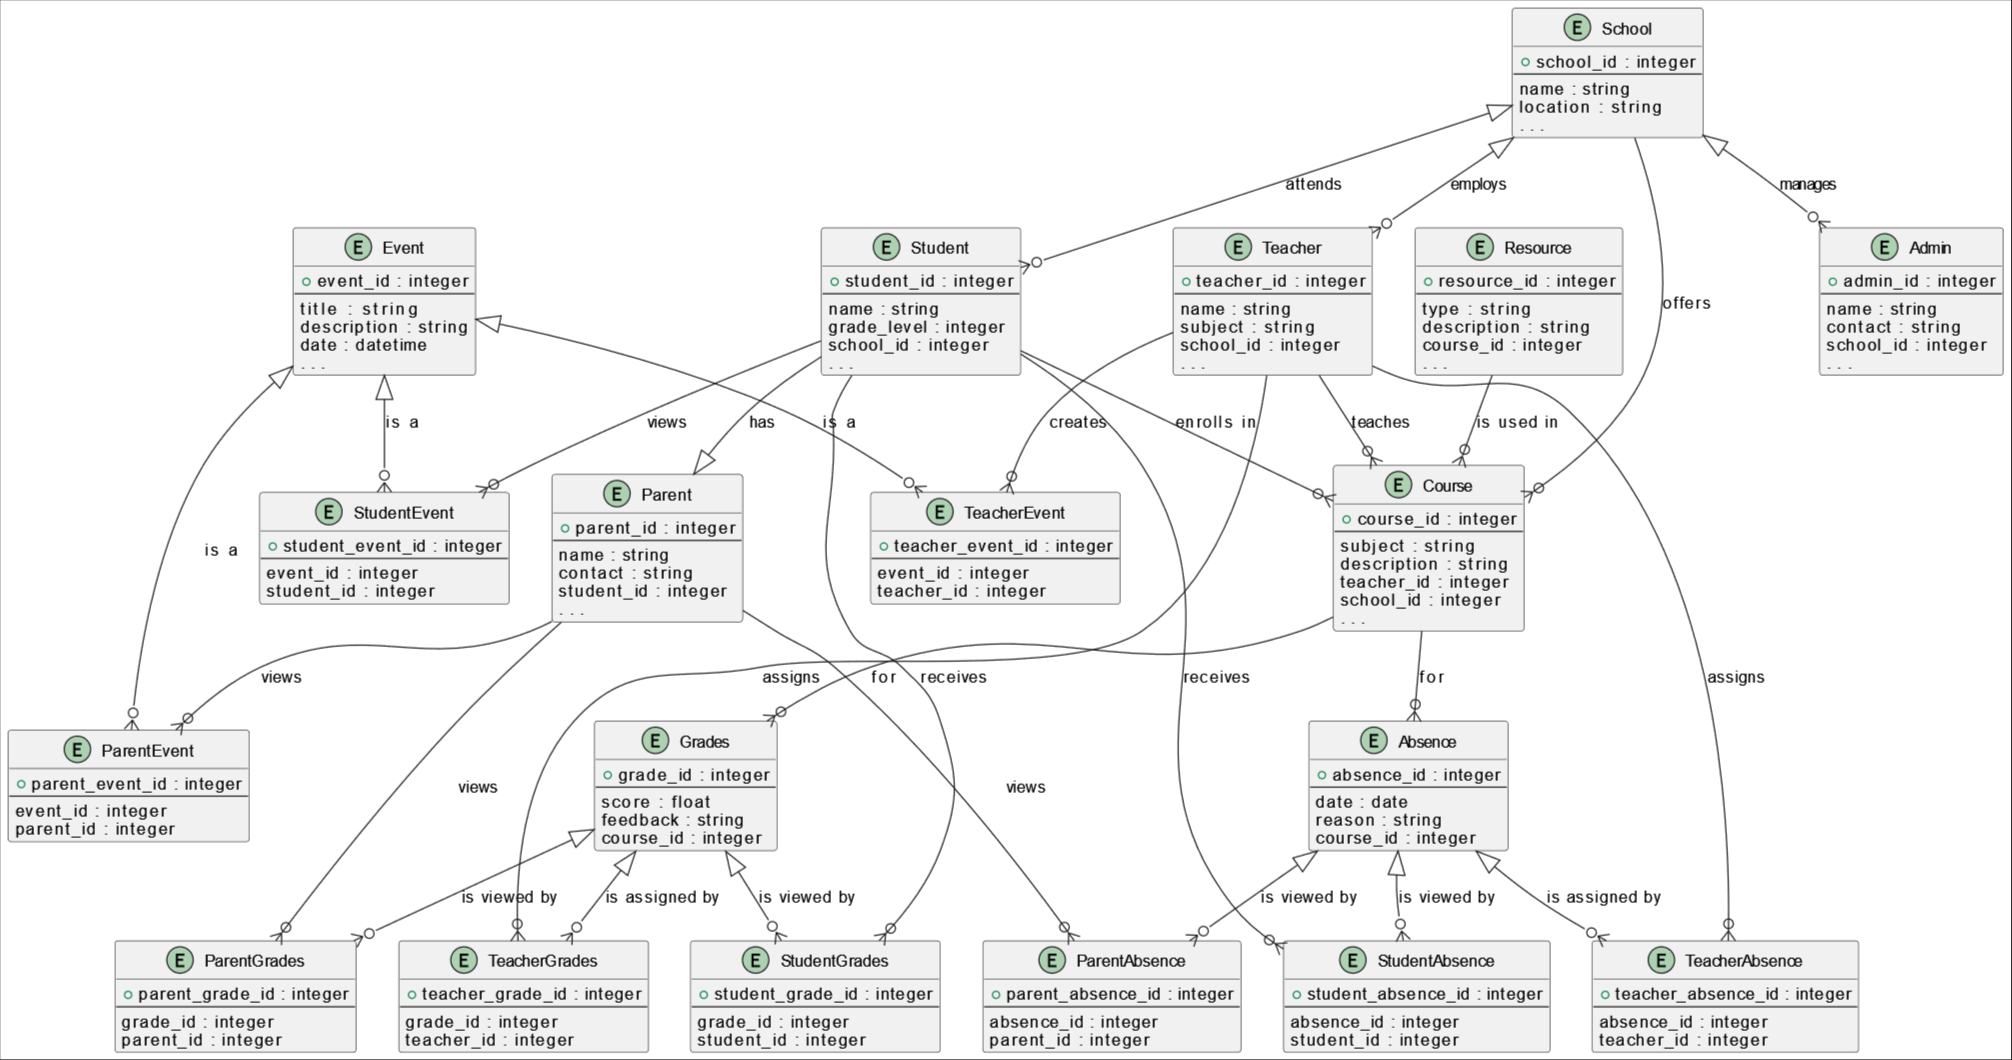 E School
school_id : integer
name : string
location : string
...
attends
employs
manages
offers
E Event
event_id : integer
title : string
description : string
date : datetime
...
E Student
student_id : integer
name : string
grade_level : integer
school_id : integer
...
E Teacher
teacher_id : integer
name : string
subject : string
school_id : integer
...
E Resource
resource_id : integer
type : string
description : string
course_id : integer
...
E Admin
admin_id : integer
name : string
contact : string
school_id : integer
...
is a
views
has
is a
creates
enrolls in
teaches
is used in
E StudentEvent
student_event_id : integer
event_id : integer
student_id : integer
E Parent
parent_id : integer
name : string
contact : string
student_id : integer
...
E TeacherEvent
teacher_event_id : integer
event_id : integer
teacher_id : integer
E Course
course_id : integer
subject : string
description : string
teacher_id : integer
school_id : integer
...
is a
views
assigns
for
receives
receives
for
assigns
E ParentEvent
parent_event_id : integer
event_id : integer
parent_id : integer
views
E Grades
grade_id : integer
score : float
feedback : string
course_id : integer
views
E Absence
absence_id : integer
date : date
reason : string
course_id : integer
is viewed by
is assigned by
is viewed by
is viewed by
is viewed by
is assigned by
E ParentGrades
parent_grade_id : integer
grade_id : integer
parent_id : integer
E TeacherGrades
teacher_grade_id : integer
grade_id : integer
teacher_id : integer
E StudentGrades
student_grade_id : integer
grade_id : integer
student_id : integer
E ParentAbsence
parent_absence_id : integer
absence_id : integer
parent_id : integer
E StudentAbsence
student_absence_id : integer
absence_id : integer
student_id : integer
E TeacherAbsence
teacher_absence_id : integer
absence_id : integer
teacher_id : integer